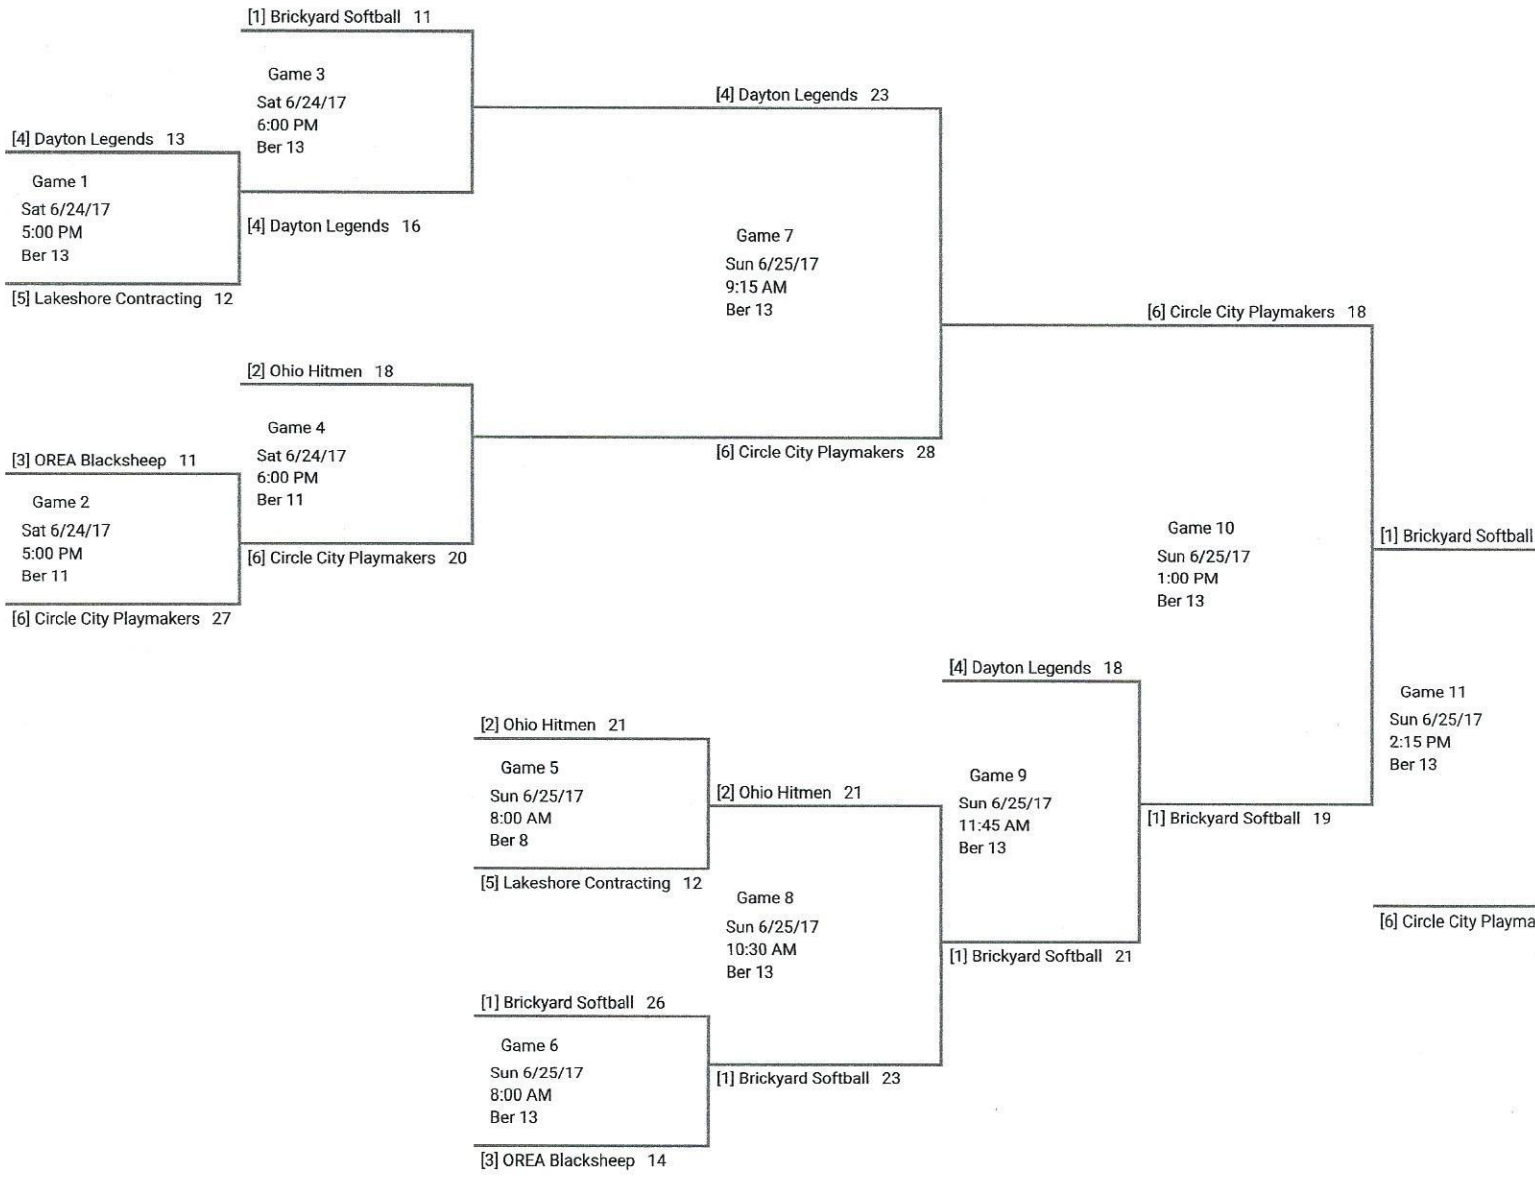 [1] Brickyard Softball 11
Game 3
Sat 6/24/17
6:00 PM
Ber 13
[4] Dayton Legends 13
Game 1
Sat 6/24/17
5:00 PM
Ber 13
[5] Lakeshore Contracting 12
[4] Dayton Legends 16
[4] Dayton Legends 23
Game 7
Sun 6/25/17
9:15 AM
Ber 13
[6] Circle City Playmakers 28
[2] Ohio Hitmen 18
Game 4
Sat 6/24/17
6:00 PM
Ber 11
[3] OREA Blacksheep 11
Game 2
Sat 6/24/17
5:00 PM
Ber 11
[6] Circle City Playmakers 27
[6] Circle City Playmakers 20
[6] Circle City Playmakers 18
Game 10
Sun 6/25/17
1:00 PM
Ber 13
[1] Brickyard Softball
Game 11
Sun 6/25/17
2:15 PM
Ber 13
[6] Circle City Playma
[2] Ohio Hitmen 21
Game 5
Sun 6/25/17
8:00 AM
Ber 8
[5] Lakeshore Contracting 12
[2] Ohio Hitmen 21
Game 8
Sun 6/25/17
10:30 AM
Ber 13
[1] Brickyard Softball 23
[4] Dayton Legends 18
Game 9
Sun 6/25/17
11:45 AM
Ber 13
[1] Brickyard Softball 21
[1] Brickyard Softball 19
[1] Brickyard Softball 26
Game 6
Sun 6/25/17
8:00 AM
Ber 13
[3] OREA Blacksheep 14